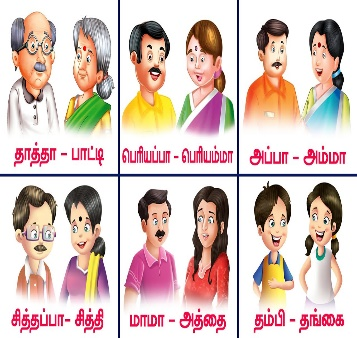 தாத்தா – பாட்டி
பெரியப்பா - பெரியம்மா
அப்பா – அம்மா
சித்தப்பா- சித்தி
மாமா – அத்தை
தம்பி – தங்கை